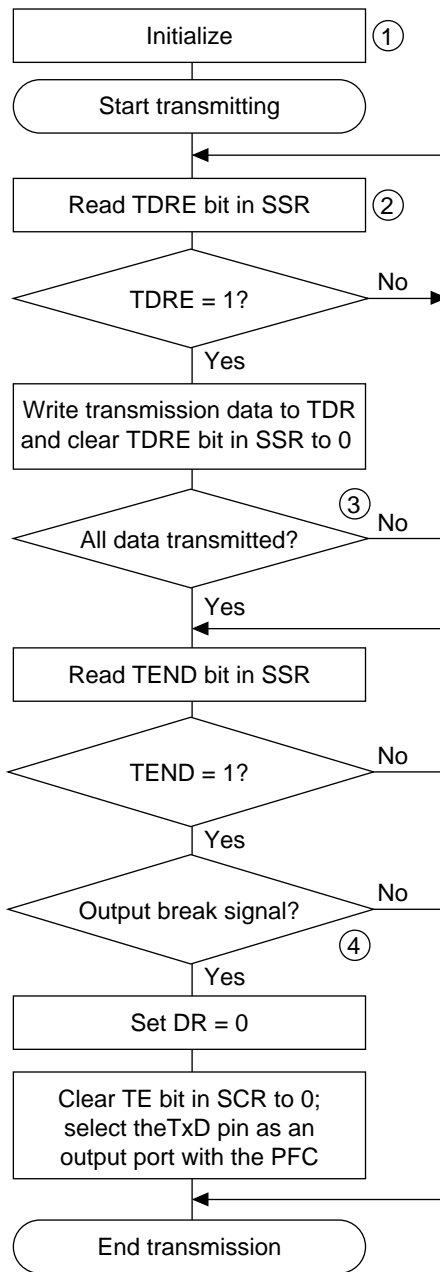 Initialize
1
Start transmitting
Read TDRE bit in SSR
2
TDRE = 1?
No
Yes
Write transmission data to TDR
and clear TDRE bit in SSR to 0
3
All data transmitted?
No
Yes
Read TEND bit in SSR
TEND = 1?
No
Yes
Output break signal?
No
4
Yes
Set DR = 0
Clear TE bit in SCR to 0;
select theTxD pin as an
output port with the PFC
End transmission